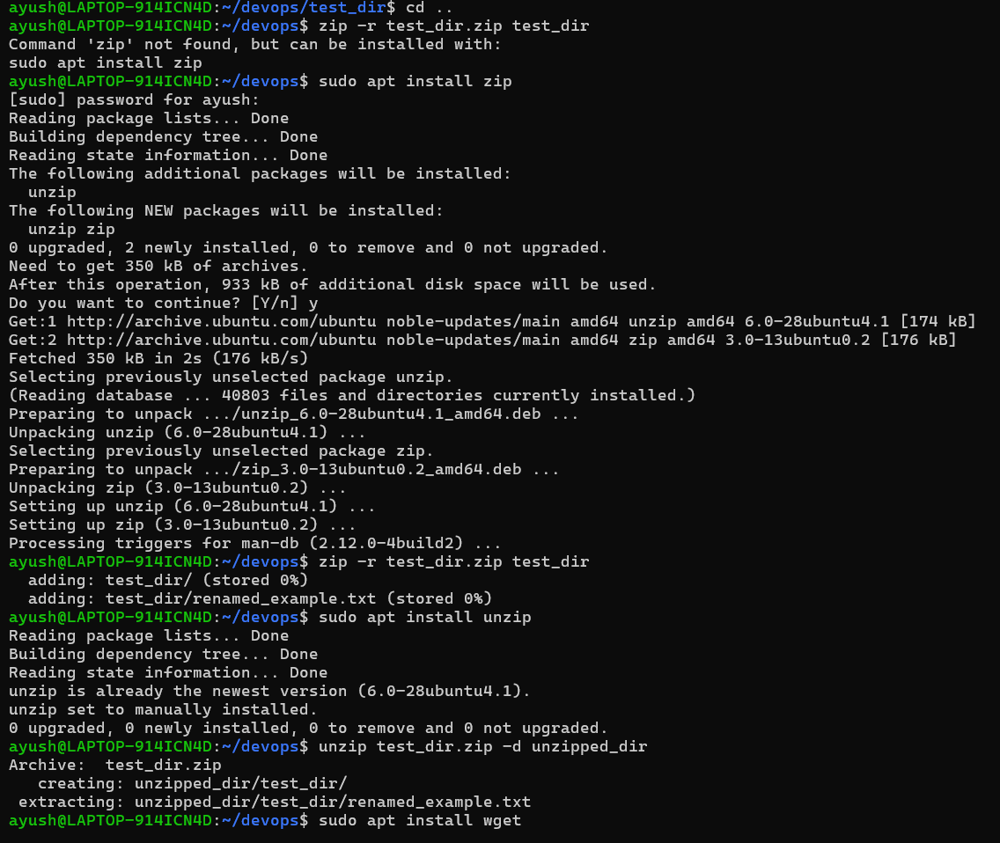 ayush@LAPTOP-914ICN4D:~/devops/test_dir$ cd ..
ayush@LAPTOP-914ICN4D:~/devops$ zip -r test_dir.zip test_dir
Command 'zip' not found, but can be installed with:
sudo apt install zip
ayush@LAPTOP-914ICN4D:~/devops$ sudo apt install zip
[sudo] password for ayush:
Reading package lists... Done
Building dependency tree... Done
Reading state information... Done
The following additional packages will be installed:
  unzip
The following NEW packages will be installed:
  unzip zip
0 upgraded, 2 newly installed, 0 to remove and 0 not upgraded.
Need to get 350 kB of archives.
After this operation, 933 kB of additional disk space will be used.
Do you want to continue? [Y/n] y
Get:1 http://archive.ubuntu.com/ubuntu noble-updates/main amd64 unzip amd64 6.0-28ubuntu4.1 [174 kB]
Get:2 http://archive.ubuntu.com/ubuntu noble-updates/main amd64 zip amd64 3.0-13ubuntu0.2 [176 kB]
Fetched 350 kB in 2s (176 kB/s)
Selecting previously unselected package unzip.
(Reading database ... 40803 files and directories currently installed.)
Preparing to unpack .../unzip_6.0-28ubuntu4.1_amd64.deb ...
Unpacking unzip (6.0-28ubuntu4.1) ...
Selecting previously unselected package zip.
Preparing to unpack .../zip_3.0-13ubuntu0.2_amd64.deb ...
Unpacking zip (3.0-13ubuntu0.2) ...
Setting up unzip (6.0-28ubuntu4.1) ...
Setting up zip (3.0-13ubuntu0.2) ...
Processing triggers for man-db (2.12.0-4build2) ...
ayush@LAPTOP-914ICN4D:~/devops$ zip -r test_dir.zip test_dir
  adding: test_dir/ (stored 0%)
  adding: test_dir/renamed_example.txt (stored 0%)
ayush@LAPTOP-914ICN4D:~/devops$ sudo apt install unzip
Reading package lists... Done
Building dependency tree... Done
Reading state information... Done
unzip is already the newest version (6.0-28ubuntu4.1).
unzip set to manually installed.
0 upgraded, 0 newly installed, 0 to remove and 0 not upgraded.
ayush@LAPTOP-914ICN4D:~/devops$ unzip test_dir.zip -d unzipped_dir
Archive:  test_dir.zip
   creating: unzipped_dir/test_dir/
 extracting: unzipped_dir/test_dir/renamed_example.txt
ayush@LAPTOP-914ICN4D:~/devops$ sudo apt install wget